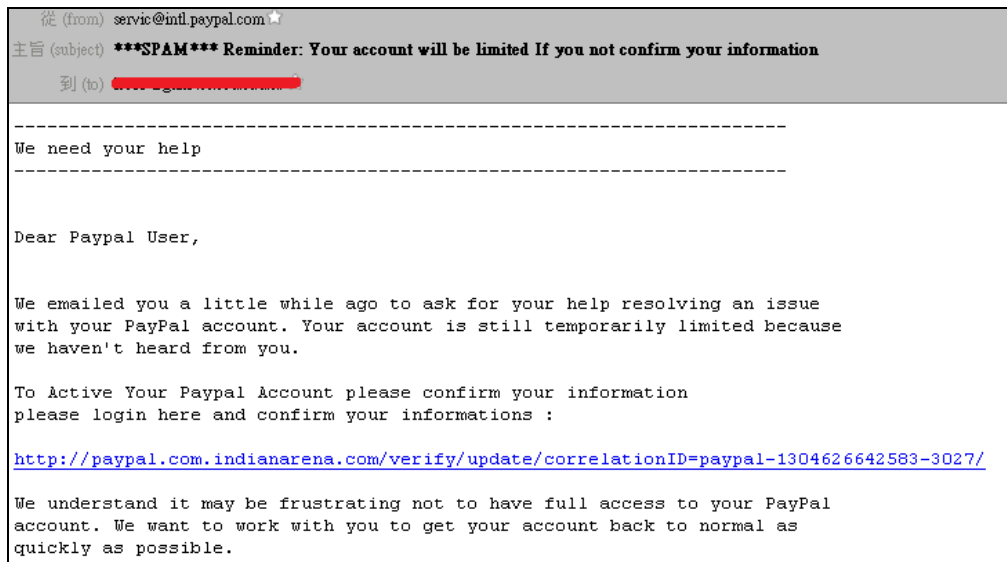 從 (from) servic@intl.paypal.com
主旨 (subject) ***SPAM*** Reminder: Your account will be limited If you not confirm your information
到 (to)
----------------------------------------------------------------------
We need your help
----------------------------------------------------------------------
Dear Paypal User,
We emailed you a little while ago to ask for your help resolving an issue
with your PayPal account. Your account is still temporarily limited because
we haven't heard from you.
To Active Your Paypal Account please confirm your information
please login here and confirm your informations :
http://paypal.com.indianarena.com/verify/update/correlationID=paypal-1304626642583-3027/
We understand it may be frustrating not to have full access to your PayPal
account. We want to work with you to get your account back to normal as
quickly as possible.